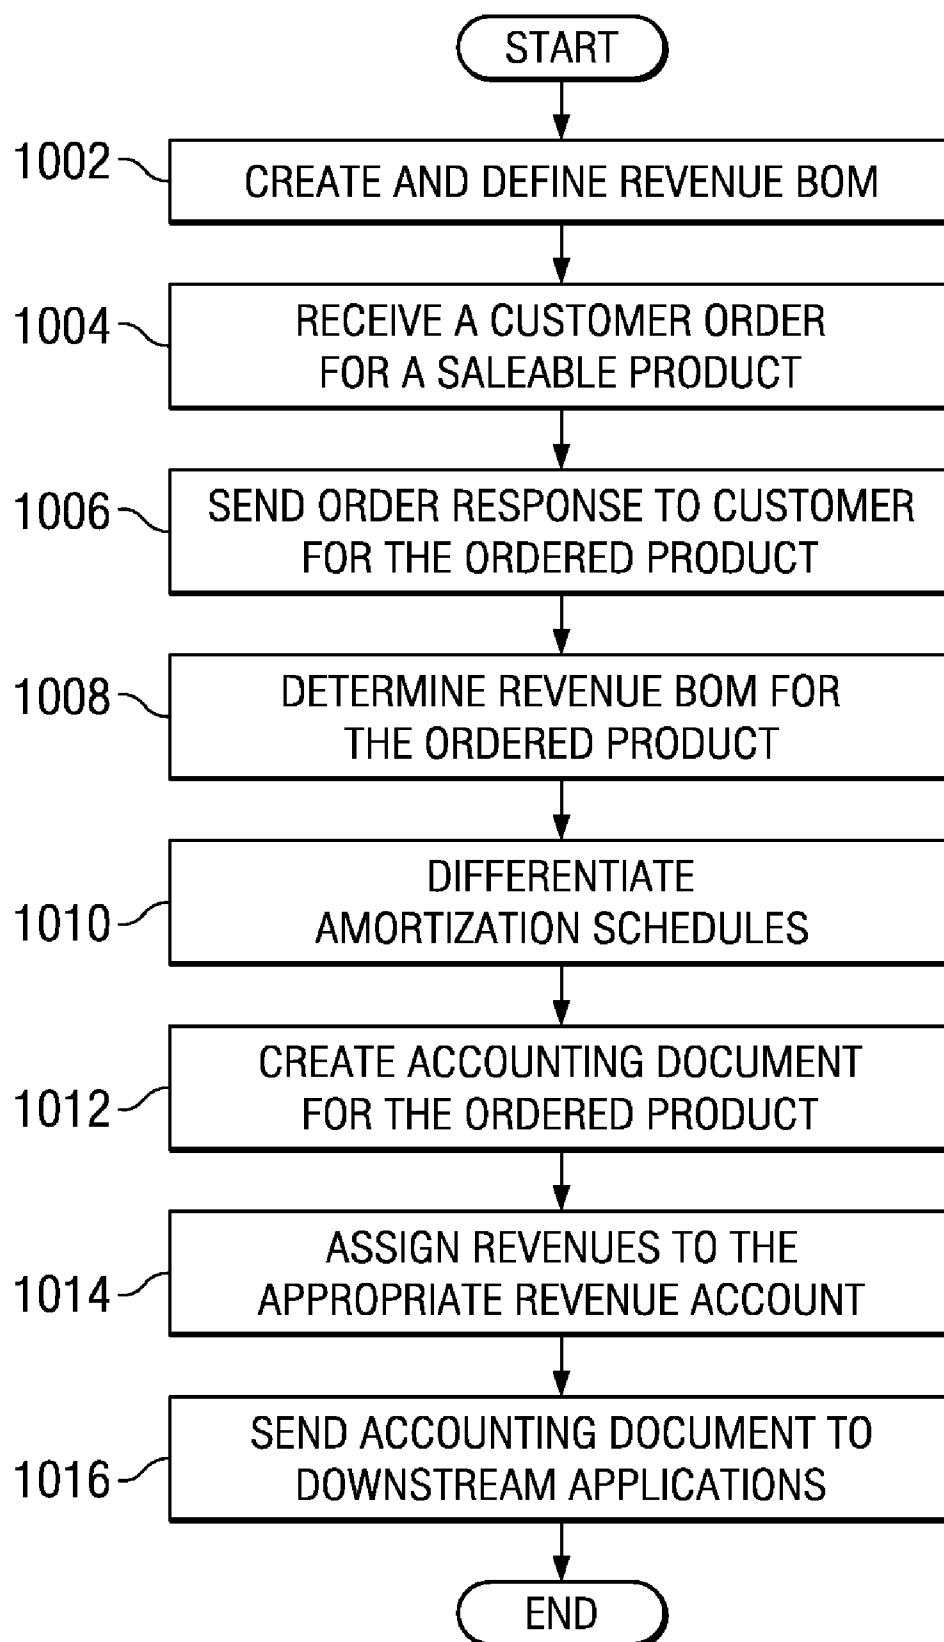 START
1002
CREATE AND DEFINE REVENUE BOM
1004
RECEIVE A CUSTOMER ORDER
FOR A SALEABLE PRODUCT
1006
SEND ORDER RESPONSE TO CUSTOMER
FOR THE ORDERED PRODUCT
1008
DETERMINE REVENUE BOM FOR
THE ORDERED PRODUCT
1010
DIFFERENTIATE
AMORTIZATION SCHEDULES
1012
CREATE ACCOUNTING DOCUMENT
FOR THE ORDERED PRODUCT
1014
ASSIGN REVENUES TO THE
APPROPRIATE REVENUE ACCOUNT
1016
SEND ACCOUNTING DOCUMENT TO
DOWNSTREAM APPLICATIONS
END